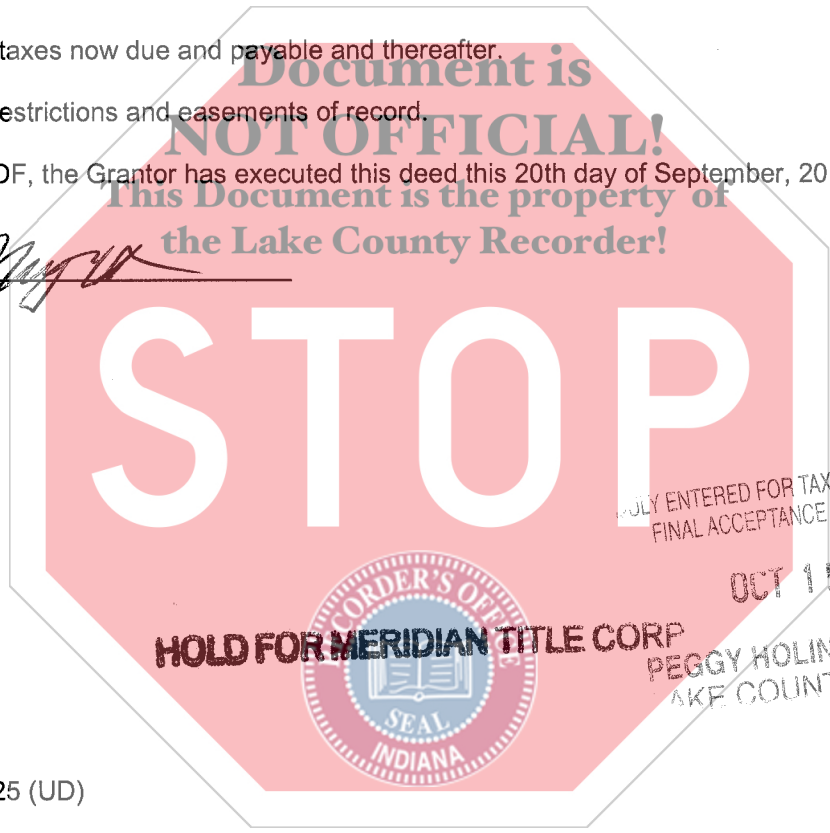 taxes now due and payable and thereafter.
Document is
estrictions and easements of record.
NOT OFFICIAL!
OF, the Grantor has executed this deed this 20th day of September, 20
This Document is the property of
the Lake County Recorder!
STOP
DULY ENTERED FOR TAX
FINAL ACCEPTANCE
OCT 1
RECORDER'S OFFICE
HOLD FOR MERIDIAN TITLE CORP
PEGGY HOLIN
LAKE COUNT
SEAL
INDIANA
25 (UD)